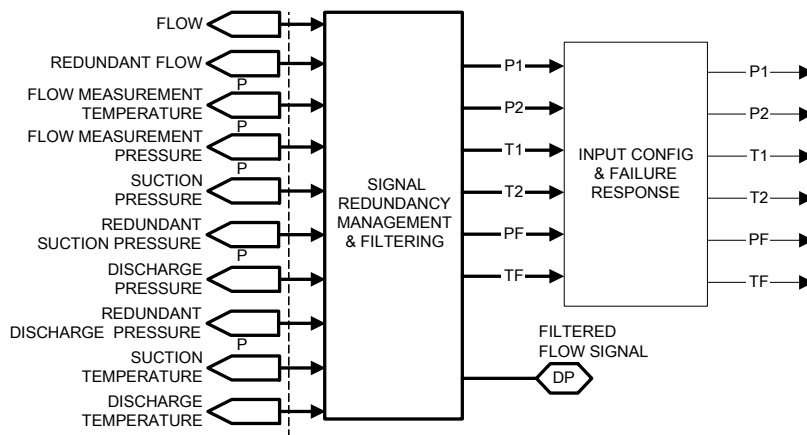 FLOW
REDUNDANT FLOW
P
FLOW MEASUREMENT
TEMPERATURE
P
FLOW MEASUREMENT
PRESSURE
P
SUCTION
PRESSURE
REDUNDANT
SUCTION PRESSURE
P
DISCHARGE
PRESSURE
REDUNDANT
DISCHARGE PRESSURE
P
SUCTION
TEMPERATURE
DISCHARGE
TEMPERATURE
SIGNAL
REDUNDANCY
MANAGEMENT
& FILTERING
P1
P2
T1
T2
PF
TF
INPUT CONFIG
& FAILURE
RESPONSE
P1
P2
T1
T2
PF
TF
FILTERED
FLOW SIGNAL
DP